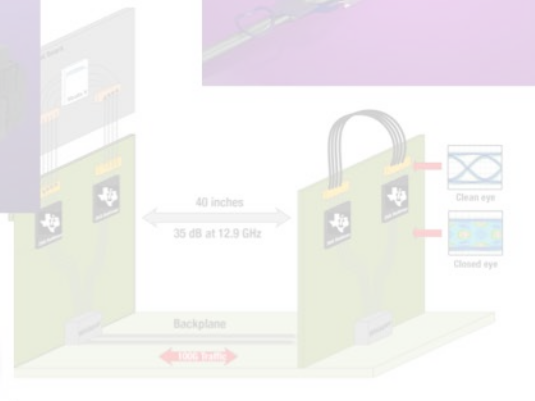 40 inches
35 dB at 12.9 GHz
Clean eye
Closed eye
Backplane
100G Traffic